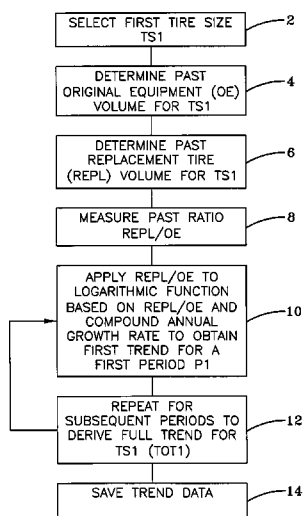 SELECT FIRST TIRE SIZE
TS1
2
DETERMINE PAST
ORIGINAL EQUIPMENT (OE)
VOLUME FOR TS1
4
DETERMINE PAST
REPLACEMENT TIRE
(REPL) VOLUME FOR TS1
6
MEASURE PAST RATIO
REPL/OE
8
APPLY REPL/OE TO
LOGARITHMIC FUNCTION
BASED ON REPL/OE AND
COMPOUND ANNUAL
GROWTH RATE TO OBTAIN
FIRST TREND FOR A
FIRST PERIOD P1
10
REPEAT FOR
SUBSEQUENT PERIODS TO
DERIVE FULL TREND FOR
TS1 (TOT1)
12
SAVE TREND DATA
14